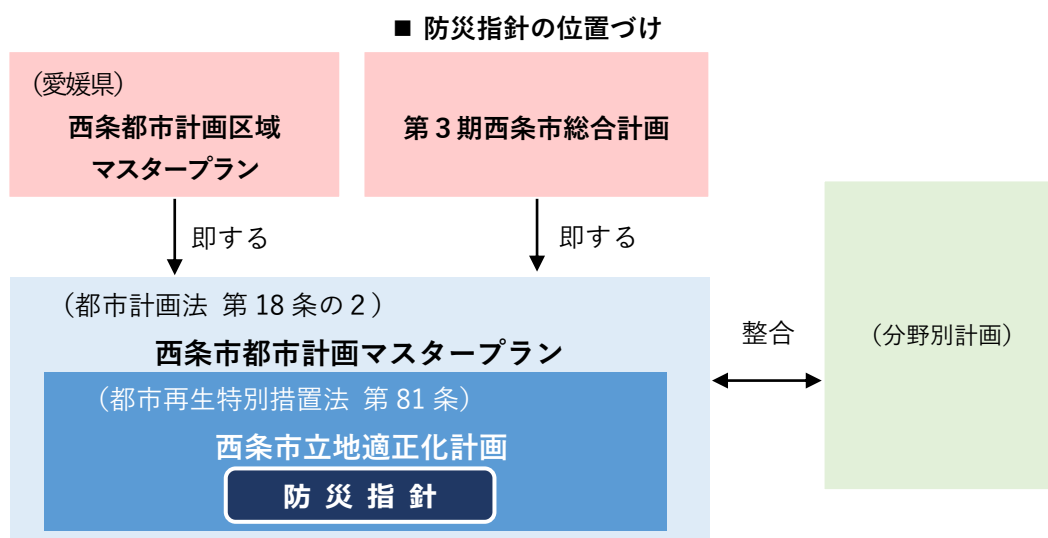 ■ 防災指針の位置づけ
（愛媛県）
西条都市計画区域
マスタープラン
第３期西条市総合計画
即する
即する
（都市計画法 第 18 条の２）
西条市都市計画マスタープラン
（都市再生特別措置法 第 81 条）
西条市立地適正化計画
防 災 指 針
整合
（分野別計画）